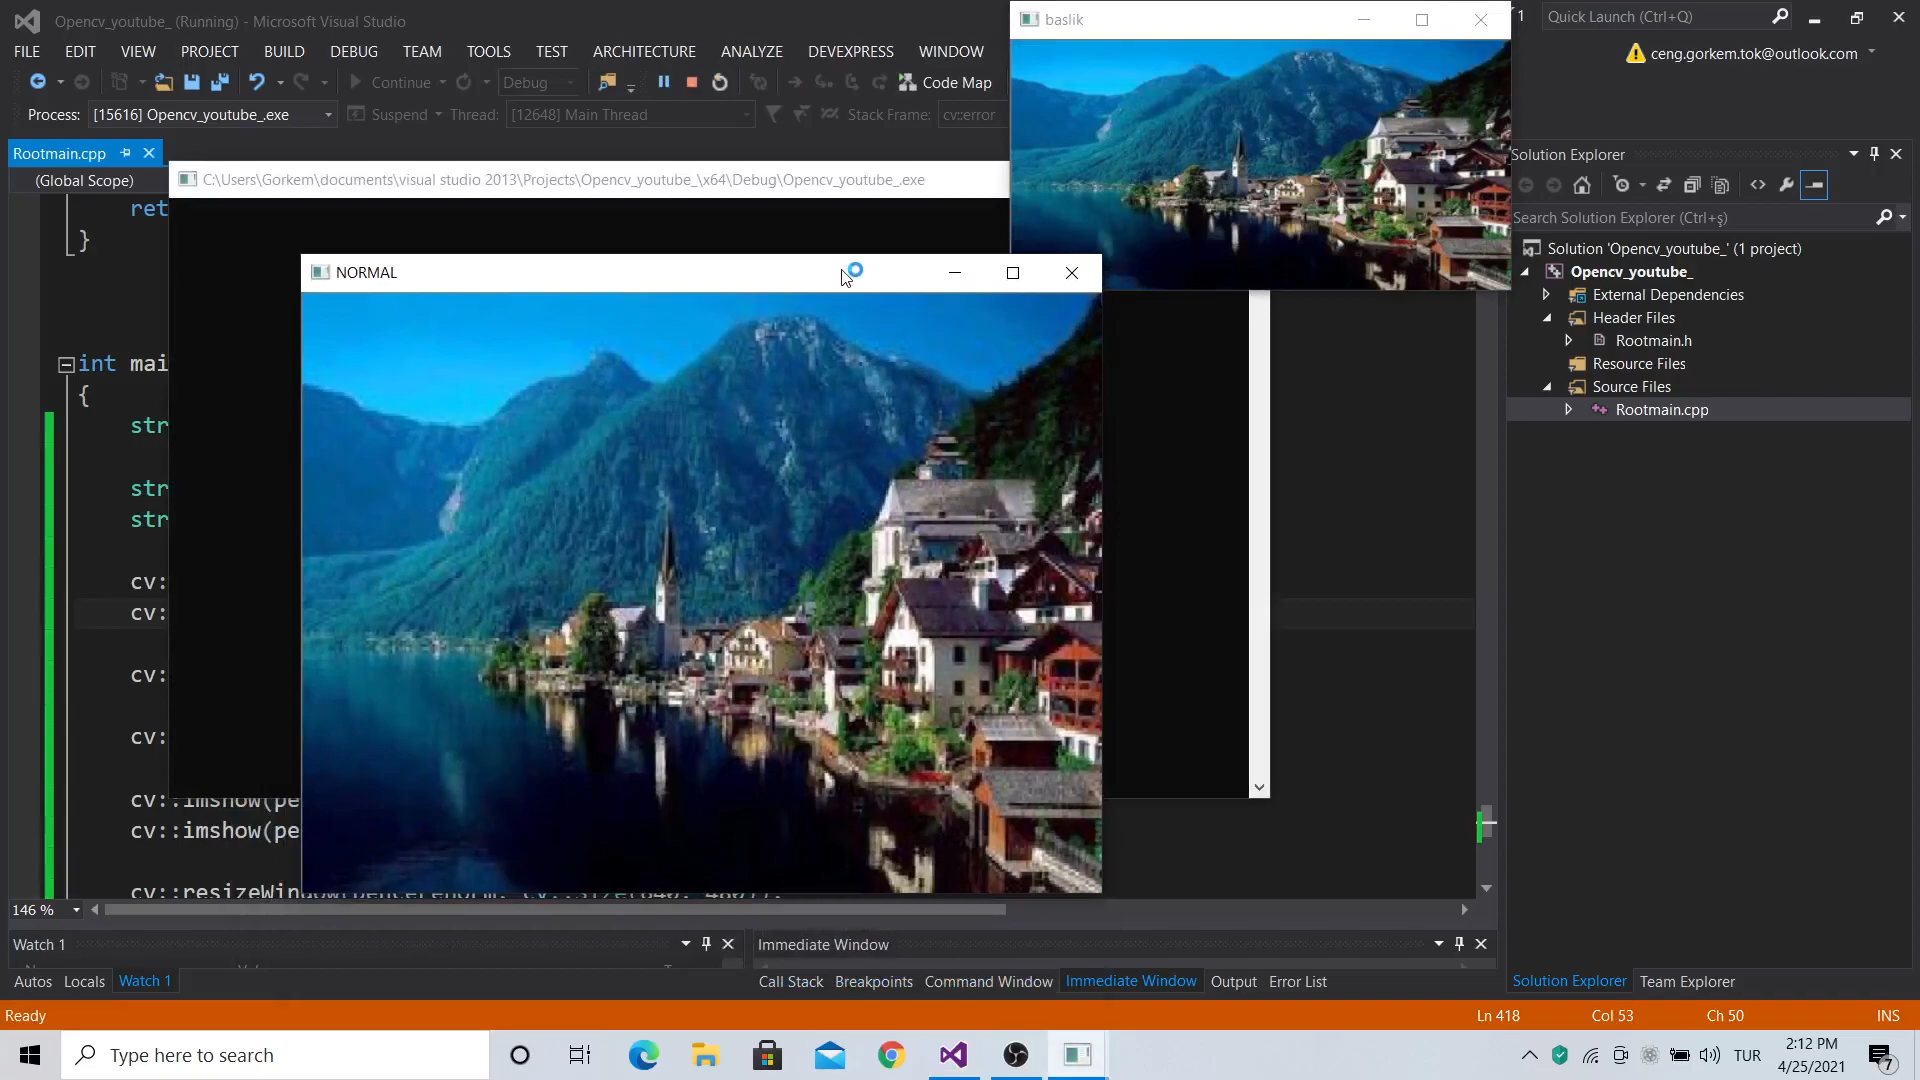 Opencv_youtube_ (Running) - Microsoft Visual Studio
baslik
1
Quick Launch (Ctrl+Q)
FILE EDIT VIEW PROJECT BUILD DEBUG TEAM TOOLS TEST ARCHITECTURE ANALYZE DEVEXPRESS WINDOW
ceng.gorkem.tok@outlook.com
Continue Debug Code Map
Process: [15616] Opencv_youtube_.exe Suspend Thread: [12648] Main Thread Stack Frame: cv::error
Rootmain.cpp
Solution Explorer
(Global Scope)
C:\Users\Gorkem\documents\visual studio 2013\Projects\Opencv_youtube_\x64\Debug\Opencv_youtube_.exe
ret
}
Search Solution Explorer (Ctrl+ş)
Solution 'Opencv_youtube_' (1 project)
Opencv_youtube_
External Dependencies
Header Files
Rootmain.h
Resource Files
Source Files
Rootmain.cpp
NORMAL
int mai
{
str
str
str
cv:
cv:
cv:
cv:
cv::imshow(pe
cv::imshow(pe
146 %
Watch 1
Immediate Window
Autos Locals Watch 1
Call Stack Breakpoints Command Window Immediate Window Output Error List
Solution Explorer Team Explorer
Ready
Ln 418 Col 53 Ch 50 INS
Type here to search
TUR
2:12 PM
4/25/2021
7